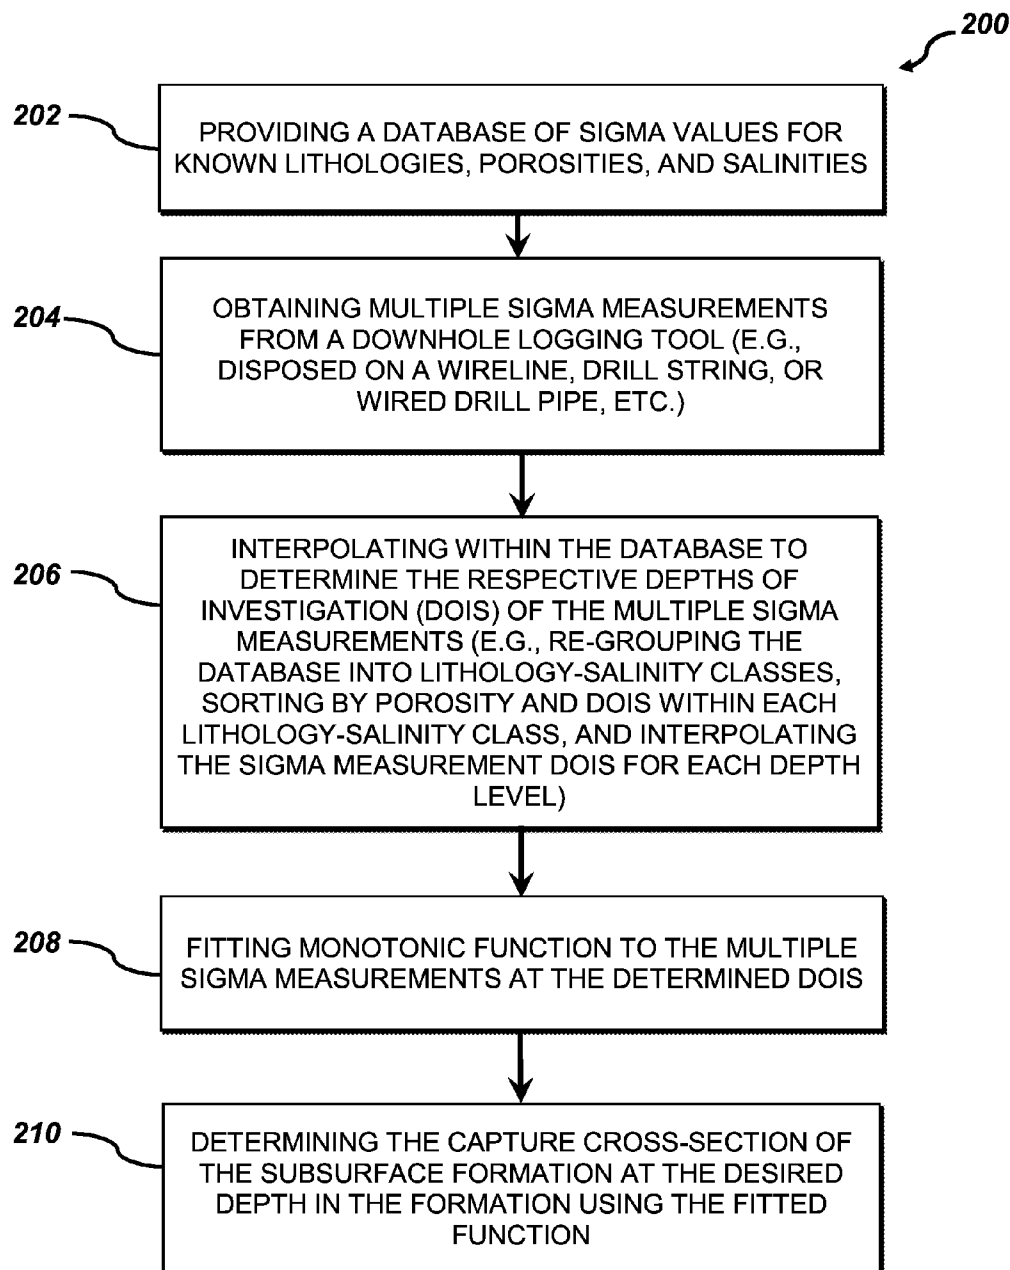 200
202
PROVIDING A DATABASE OF SIGMA VALUES FOR
KNOWN LITHOLOGIES, POROSITIES, AND SALINITIES
204
OBTAINING MULTIPLE SIGMA MEASUREMENTS
FROM A DOWNHOLE LOGGING TOOL (E.G.,
DISPOSED ON A WIRELINE, DRILL STRING, OR
WIRED DRILL PIPE, ETC.)
206
INTERPOLATING WITHIN THE DATABASE TO
DETERMINE THE RESPECTIVE DEPTHS OF
INVESTIGATION (DOIS) OF THE MULTIPLE SIGMA
MEASUREMENTS (E.G., RE-GROUPING THE
DATABASE INTO LITHOLOGY-SALINITY CLASSES,
SORTING BY POROSITY AND DOIS WITHIN EACH
LITHOLOGY-SALINITY CLASS, AND INTERPOLATING
THE SIGMA MEASUREMENT DOIS FOR EACH DEPTH
LEVEL)
208
FITTING MONOTONIC FUNCTION TO THE MULTIPLE
SIGMA MEASUREMENTS AT THE DETERMINED DOIS
210
DETERMINING THE CAPTURE CROSS-SECTION OF
THE SUBSURFACE FORMATION AT THE DESIRED
DEPTH IN THE FORMATION USING THE FITTED
FUNCTION